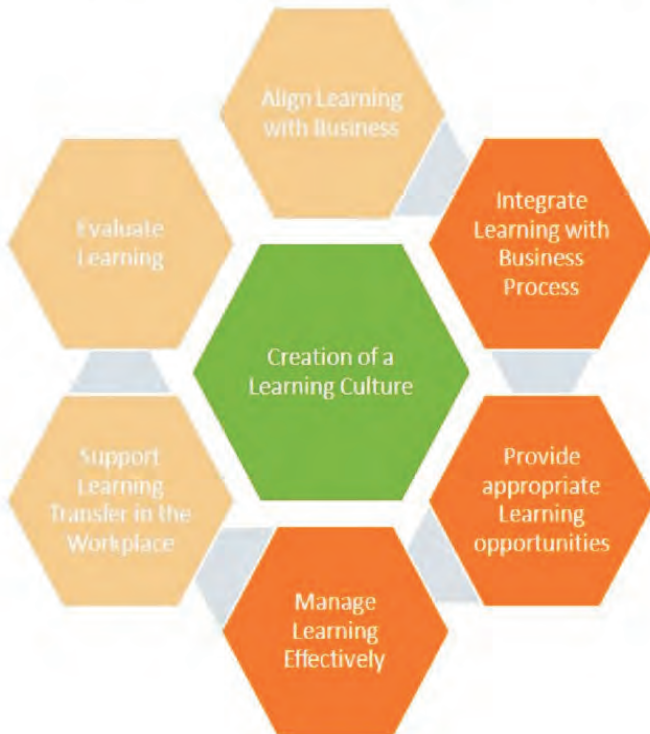 Align Learning
with Business
Integrate
Learning with
Business
Process
Provide
appropriate
Learning
opportunities
Manage
Learning
Effectively
Support
Learning
Transfer in the
Workplace
Evaluate
Learning
Creation of a
Learning Culture